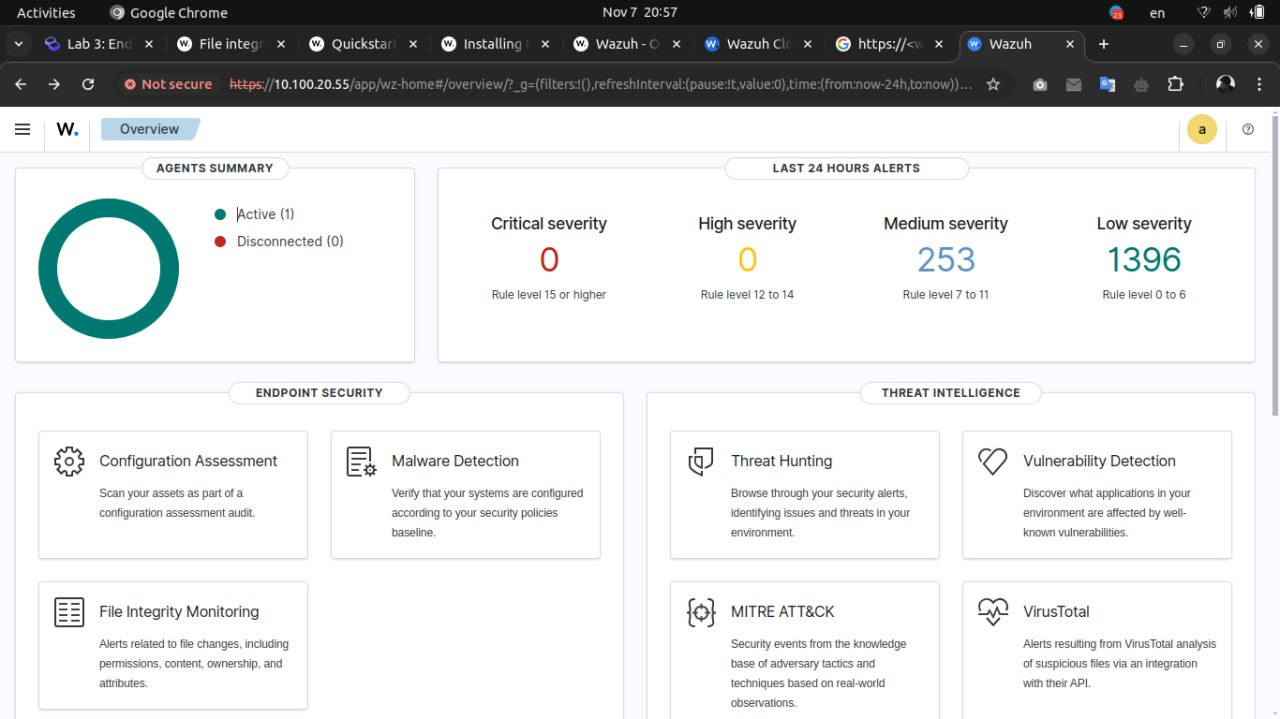 Activities
Google Chrome
Nov 7 20:57
23
en
Lab 3: End
File integr
Quickstart
Installing
Wazuh - O
Wazuh Clo
https://<w
Wazuh
Not secure
https://10.100.20.55/app/wz-home#/overview/?_g=(filters:!(),refreshInterval:(pause:!t,value:0),time:(from:now-24h,to:now))...
W.
Overview
a
AGENTS SUMMARY
Active (1)
Disconnected (0)
LAST 24 HOURS ALERTS
Critical severity
0
Rule level 15 or higher
High severity
0
Rule level 12 to 14
Medium severity
253
Rule level 7 to 11
Low severity
1396
Rule level 0 to 6
ENDPOINT SECURITY
Configuration Assessment
Scan your assets as part of a
configuration assessment audit.
Malware Detection
Verify that your systems are configured
according to your security policies
baseline.
File Integrity Monitoring
Alerts related to file changes, including
permissions, content, ownership, and
attributes.
THREAT INTELLIGENCE
Threat Hunting
Browse through your security alerts,
identifying issues and threats in your
environment.
Vulnerability Detection
Discover what applications in your
environment are affected by well-
known vulnerabilities.
MITRE ATT&CK
Security events from the knowledge
base of adversary tactics and
techniques based on real-world
observations.
VirusTotal
Alerts resulting from VirusTotal analysis
of suspicious files via an integration
with their API.